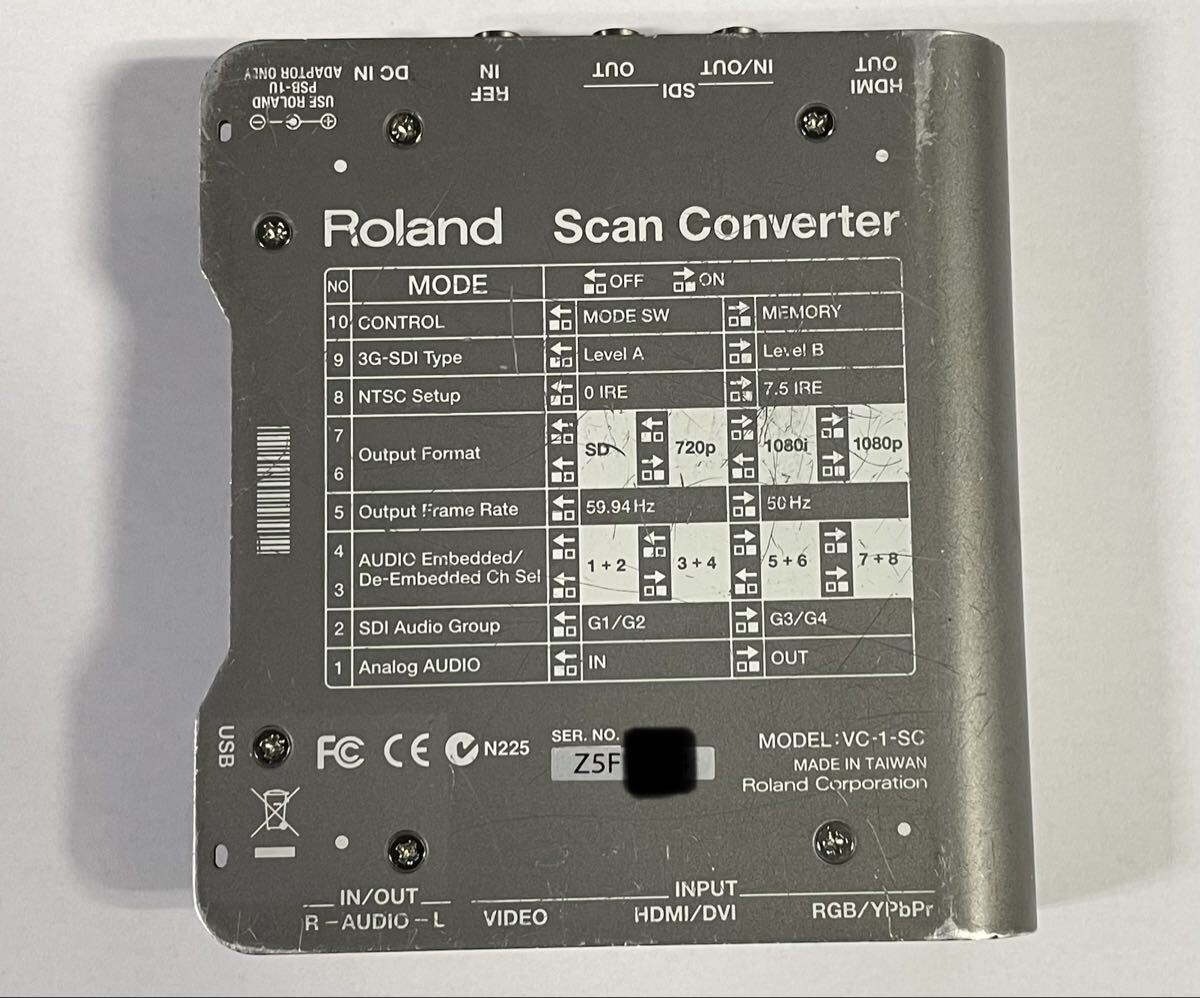 USE ROLAND
PSB-1U
ADAPTOR ONLY
DC IN
REF
IN
SDI
OUT
IN/OUT
HDMI
OUT
Roland Scan Converter
NO MODE OFF ON
10 CONTROL MODE SW MEMORY
9 3G-SDI Type Level A Level B
8 NTSC Setup 0 IRE 7.5 IRE
7
6
Output Format SD 720p 1080i 1080p
5 Output Frame Rate 59.94Hz 50Hz
4
3
AUDIO Embedded/
De-Embedded Ch Sel
1+2 3+4 5+6 7+8
2 SDI Audio Group G1/G2 G3/G4
1 Analog AUDIO IN OUT
USB
FC CE N225
SER. NO.
Z5F
MODEL:VC-1-SC
MADE IN TAIWAN
Roland Corporation
IN/OUT
R-AUDIO-L
INPUT
VIDEO HDMI/DVI RGB/YPbPr